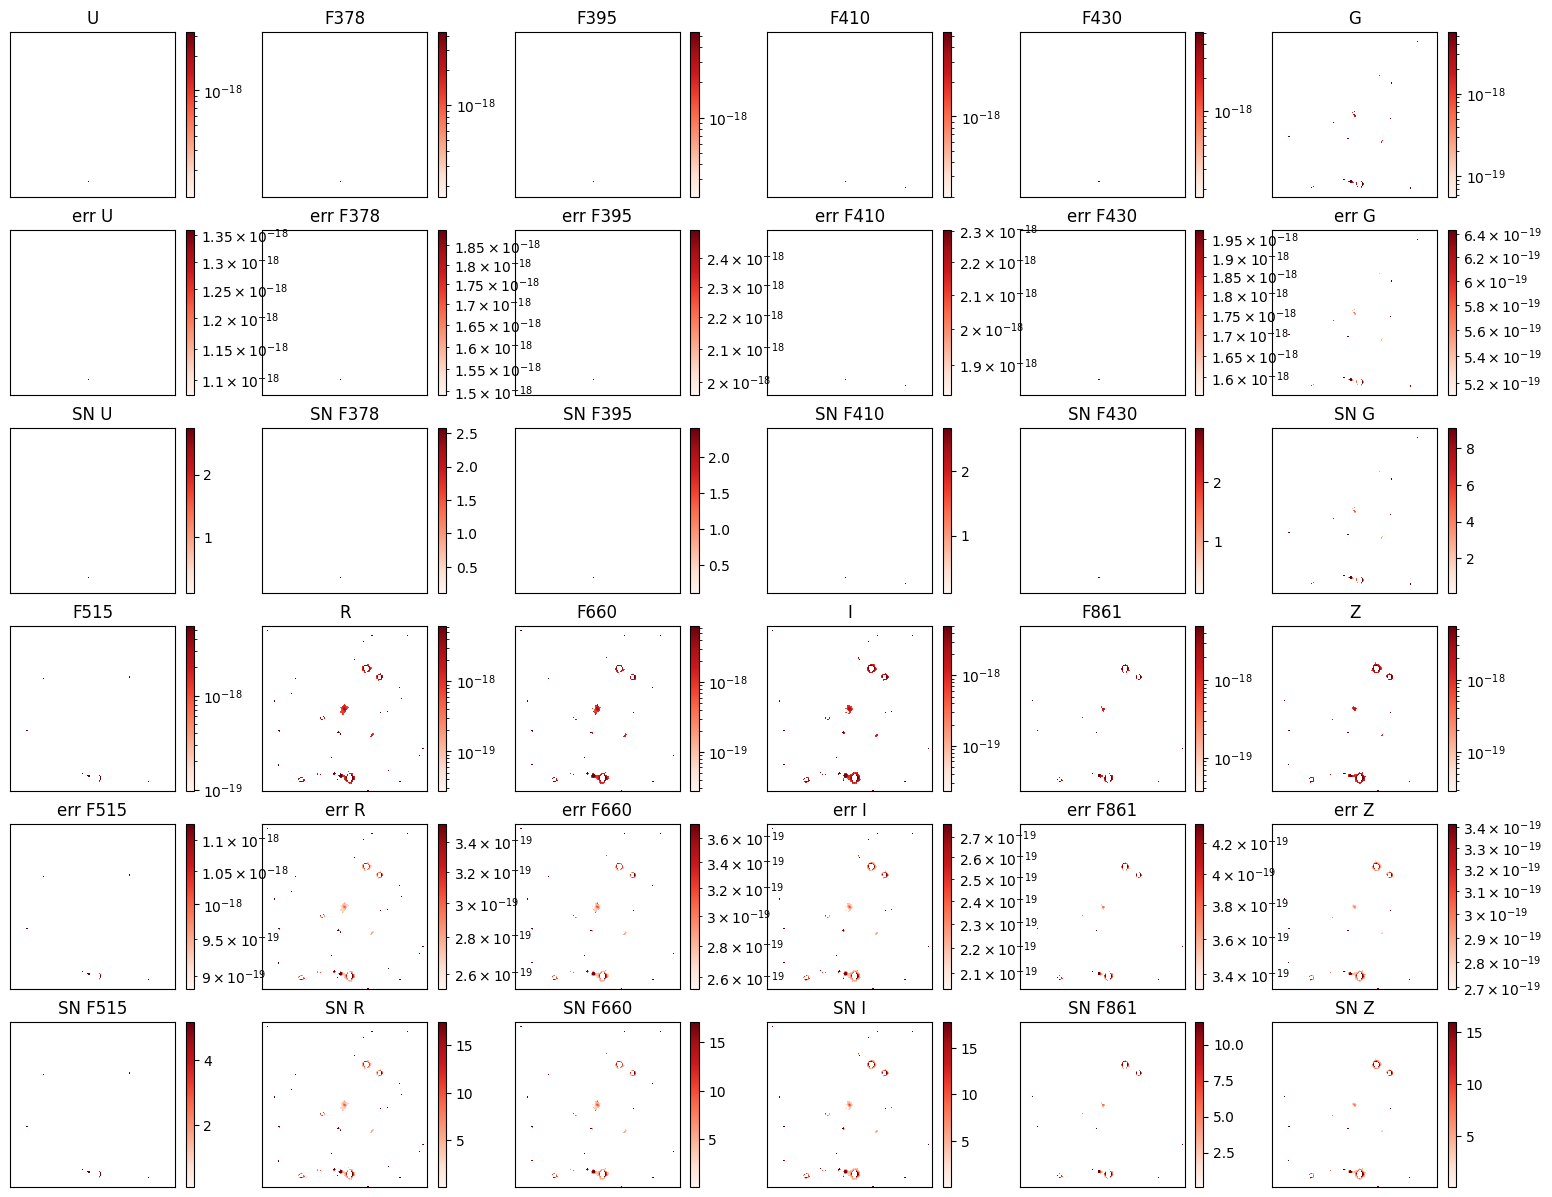 U F378 F395 F410 F430 G
10⁻¹⁸ 10⁻¹⁸ 10⁻¹⁸ 10⁻¹⁸ 10⁻¹⁸ 10⁻¹⁸
10⁻¹⁹
err U err F378 err F395 err F410 err F430 err G
1.35 × 10⁻¹⁸ 1.85 × 10⁻¹⁸ 2.4 × 10⁻¹⁸ 2.3 × 10⁻¹⁸ 1.95 × 10⁻¹⁸ 6.4 × 10⁻¹⁹
1.3 × 10⁻¹⁸ 1.8 × 10⁻¹⁸ 2.3 × 10⁻¹⁸ 2.2 × 10⁻¹⁸ 1.9 × 10⁻¹⁸ 6.2 × 10⁻¹⁹
1.25 × 10⁻¹⁸ 1.75 × 10⁻¹⁸ 2.2 × 10⁻¹⁸ 2.1 × 10⁻¹⁸ 1.85 × 10⁻¹⁸ 6 × 10⁻¹⁹
1.2 × 10⁻¹⁸ 1.7 × 10⁻¹⁸ 2.1 × 10⁻¹⁸ 2 × 10⁻¹⁸ 1.8 × 10⁻¹⁸ 5.8 × 10⁻¹⁹
1.15 × 10⁻¹⁸ 1.65 × 10⁻¹⁸ 2 × 10⁻¹⁸ 1.9 × 10⁻¹⁸ 1.75 × 10⁻¹⁸ 5.6 × 10⁻¹⁹
1.1 × 10⁻¹⁸ 1.6 × 10⁻¹⁸ 1.7 × 10⁻¹⁸ 5.4 × 10⁻¹⁹
1.55 × 10⁻¹⁸ 1.65 × 10⁻¹⁸ 5.2 × 10⁻¹⁹
1.5 × 10⁻¹⁸ 1.6 × 10⁻¹⁸
SN U SN F378 SN F395 SN F410 SN F430 SN G
2 2.5 2.0 2 2 8
1 2.0 1.5 1 1 6
1.5 1.0 4
1.0 0.5 2
0.5
F515 R F660 I F861 Z
10⁻¹⁸ 10⁻¹⁸ 10⁻¹⁸ 10⁻¹⁸ 10⁻¹⁸ 10⁻¹⁸
10⁻¹⁹ 10⁻¹⁹ 10⁻¹⁹ 10⁻¹⁹ 10⁻¹⁹ 10⁻¹⁹
err F515 err R err F660 err I err F861 err Z
1.1 × 10⁻¹⁸ 3.4 × 10⁻¹⁹ 3.6 × 10⁻¹⁹ 2.7 × 10⁻¹⁹ 4.2 × 10⁻¹⁹ 3.4 × 10⁻¹⁹
1.05 × 10⁻¹⁸ 3.2 × 10⁻¹⁹ 3.4 × 10⁻¹⁹ 2.6 × 10⁻¹⁹ 4 × 10⁻¹⁹ 3.3 × 10⁻¹⁹
10⁻¹⁸ 3 × 10⁻¹⁹ 3.2 × 10⁻¹⁹ 2.5 × 10⁻¹⁹ 3.8 × 10⁻¹⁹ 3.2 × 10⁻¹⁹
9.5 × 10⁻¹⁹ 2.8 × 10⁻¹⁹ 3 × 10⁻¹⁹ 2.4 × 10⁻¹⁹ 3.6 × 10⁻¹⁹ 3.1 × 10⁻¹⁹
9 × 10⁻¹⁹ 2.6 × 10⁻¹⁹ 2.8 × 10⁻¹⁹ 2.3 × 10⁻¹⁹ 3.4 × 10⁻¹⁹ 3 × 10⁻¹⁹
2.6 × 10⁻¹⁹ 2.2 × 10⁻¹⁹ 2.9 × 10⁻¹⁹
2.1 × 10⁻¹⁹ 2.8 × 10⁻¹⁹
2.7 × 10⁻¹⁹
SN F515 SN R SN F660 SN I SN F861 SN Z
4 15 15 15 10.0 15
2 10 10 10 7.5 10
5 5 5 5.0 5
2.5